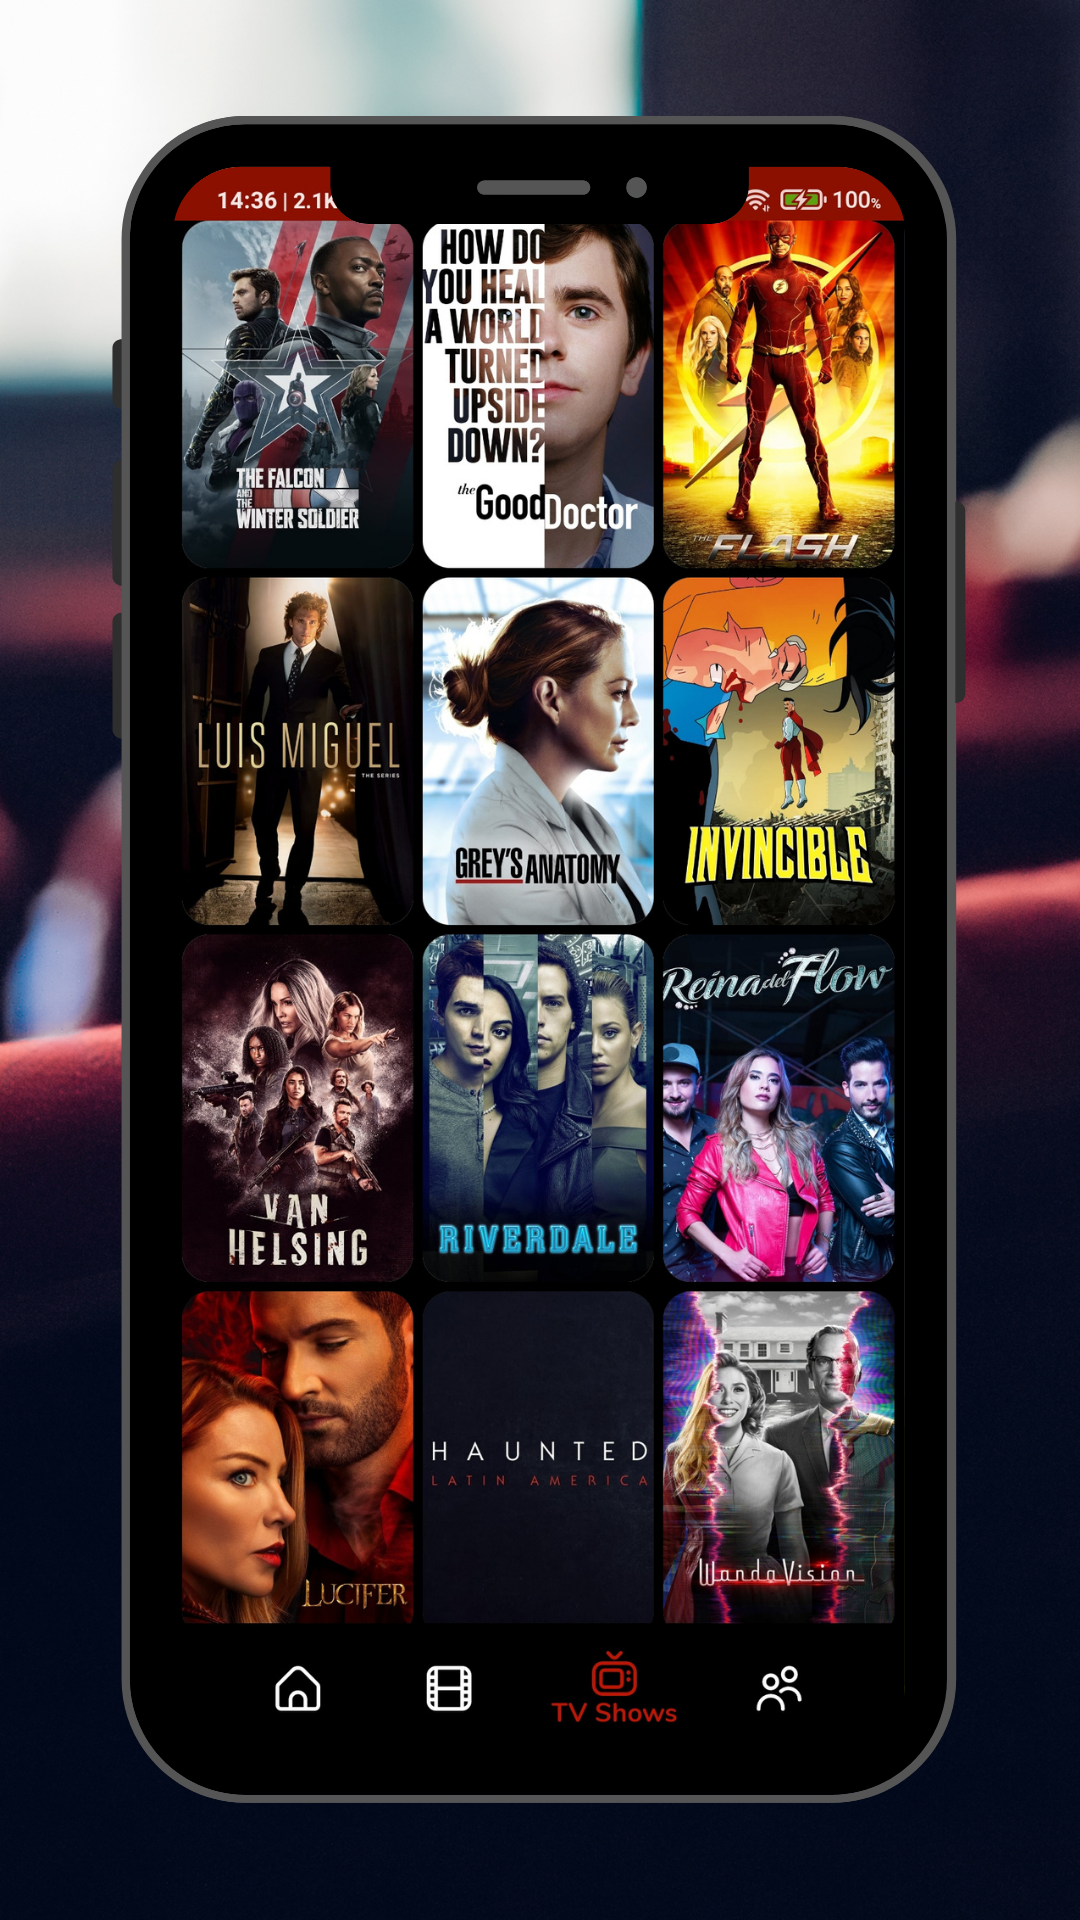 14:36 | 2.1K
100%
THE FALCON
AND
THE
WINTER SOLDIER
HOW DO
YOU HEAL
A WORLD
TURNED
UPSIDE
DOWN?
the Good Doctor
THE
FLASH
LUIS MIGUEL
THE SERIES
GREY'S ANATOMY
INVINCIBLE
VAN
HELSING
RIVERDALE
Reina del Flow
LUCIFER
HAUNTED
LATIN AMERICA
WandaVision
TV Shows